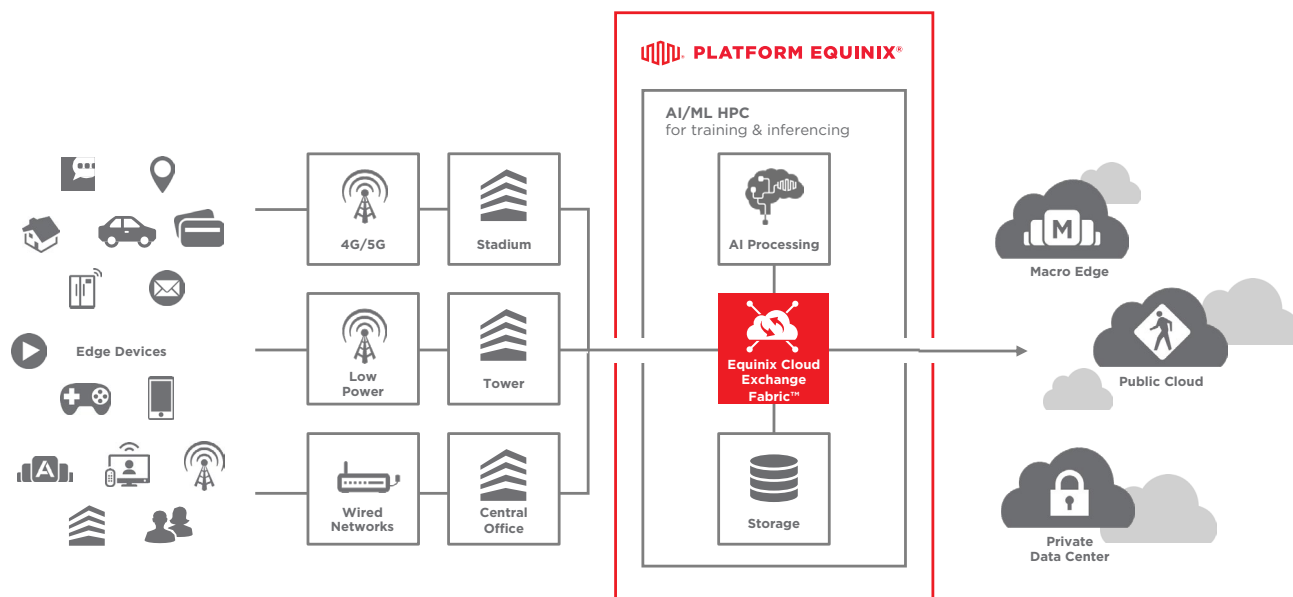 PLATFORM EQUINIX®
AI/ML HPC
for training & inferencing
4G/5G
Stadium
AI Processing
M
Macro Edge
Edge Devices
Low
Power
Tower
Equinix Cloud
Exchange
Fabric™
Public Cloud
A
Wired
Networks
Central
Office
Storage
Private
Data Center